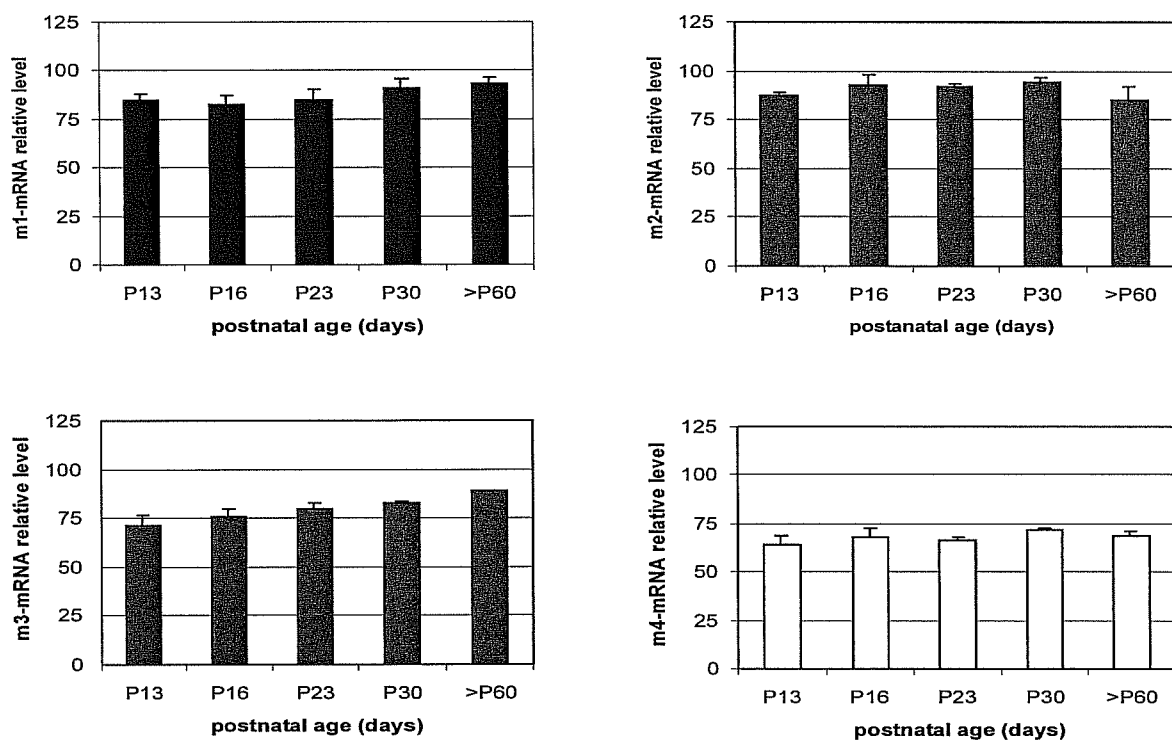 m1-mRNA relative level
125
100
75
50
25
0
P13 P16 P23 P30 >P60
postnatal age (days)
m2-mRNA relative level
125
100
75
50
25
0
P13 P16 P23 P30 >P60
postanatal age (days)
m3-mRNA relative level
125
100
75
50
25
0
P13 P16 P23 P30 >P60
postnatal age (days)
m4-mRNA relative level
125
100
75
50
25
0
P13 P16 P23 P30 >P60
postnatal age (days)